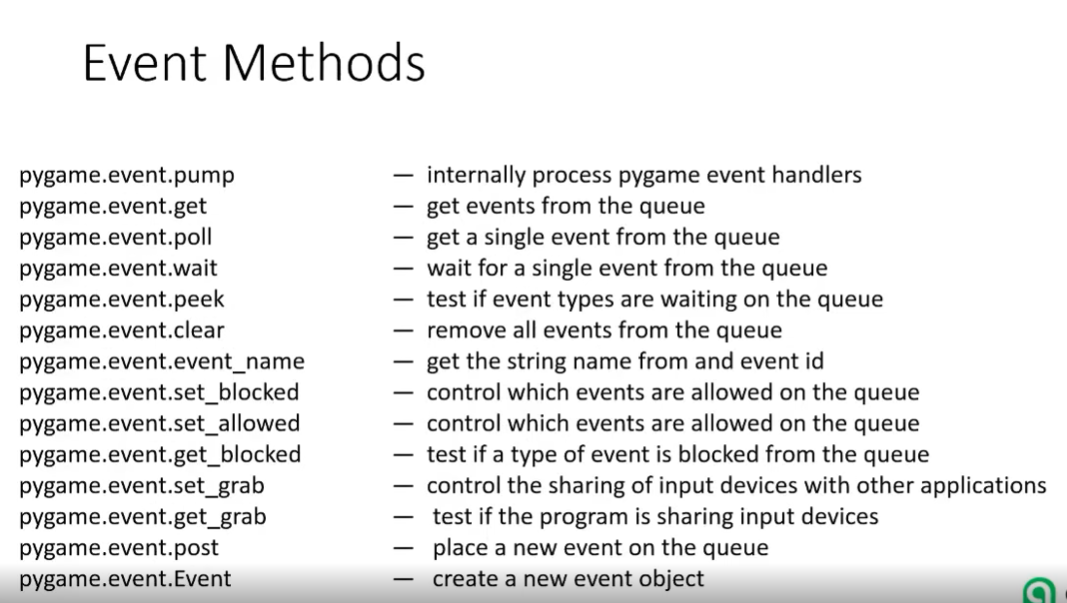 Event Methods
pygame.event.pump — internally process pygame event handlers
pygame.event.get — get events from the queue
pygame.event.poll — get a single event from the queue
pygame.event.wait — wait for a single event from the queue
pygame.event.peek — test if event types are waiting on the queue
pygame.event.clear — remove all events from the queue
pygame.event.event_name — get the string name from and event id
pygame.event.set_blocked — control which events are allowed on the queue
pygame.event.set_allowed — control which events are allowed on the queue
pygame.event.get_blocked — test if a type of event is blocked from the queue
pygame.event.set_grab — control the sharing of input devices with other applications
pygame.event.get_grab — test if the program is sharing input devices
pygame.event.post — place a new event on the queue
pygame.event.Event — create a new event object